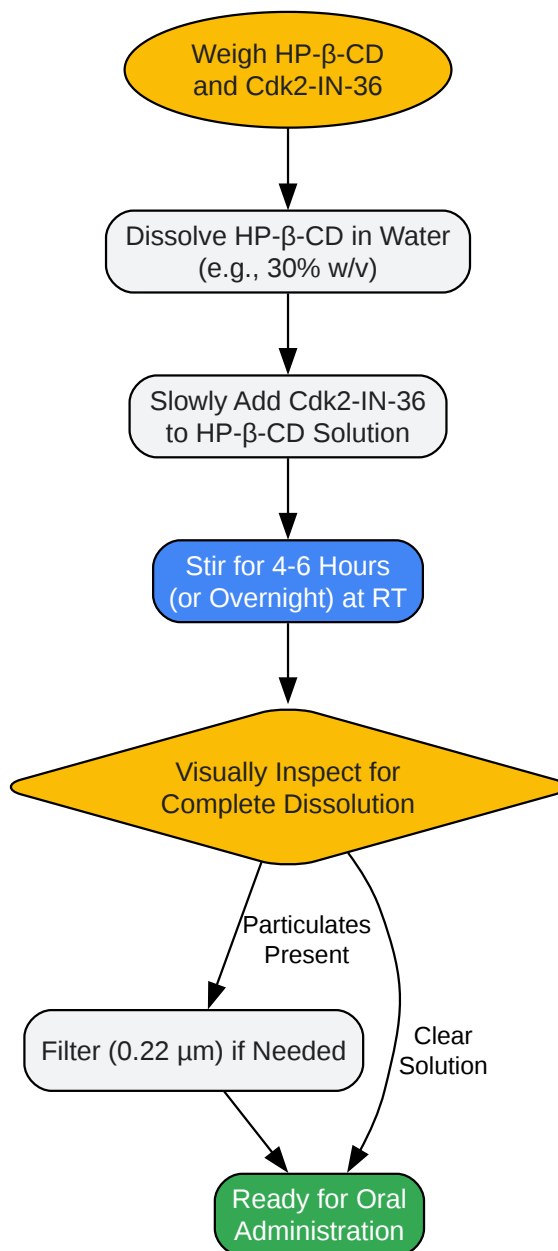 Weigh HP-β-CD
and Cdk2-IN-36
Dissolve HP-β-CD in Water
(e.g., 30% w/v)
Slowly Add Cdk2-IN-36
to HP-β-CD Solution
Stir for 4-6 Hours
(or Overnight) at RT
Visually Inspect for
Complete Dissolution
Particulates
Present
Filter (0.22 µm) if Needed
Clear
Solution
Ready for Oral
Administration